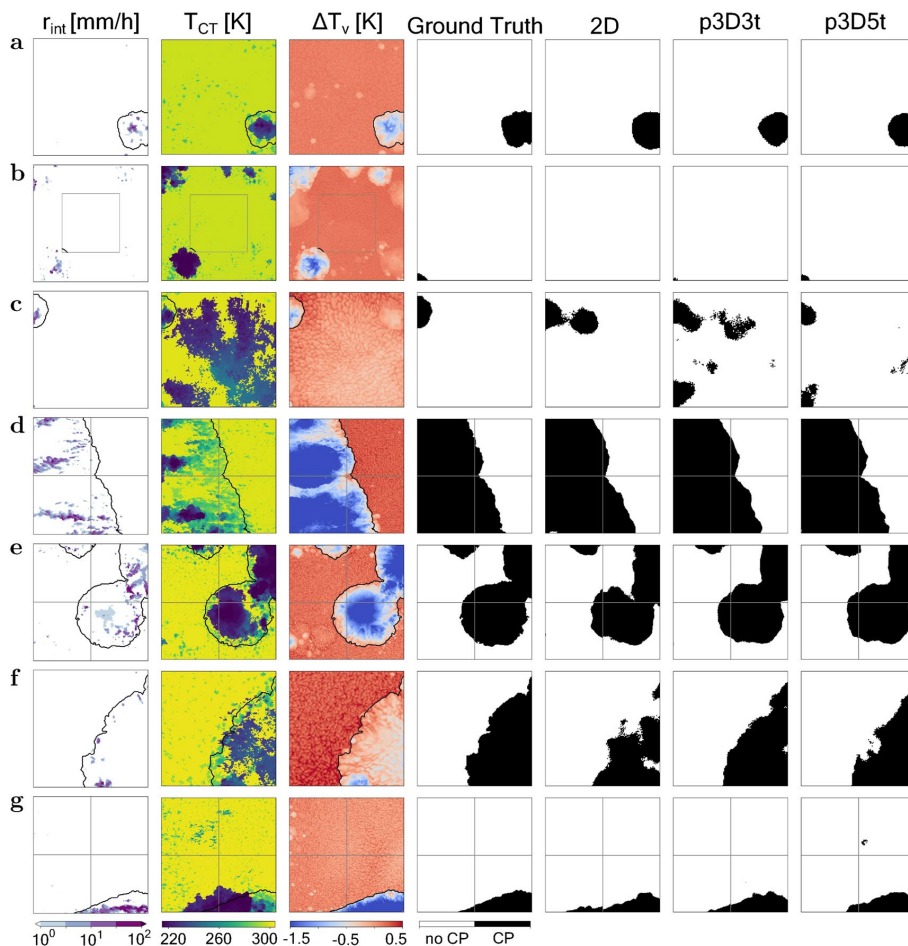 r_int [mm/h] T_CT [K] ΔT_v [K] Ground Truth 2D p3D3t p3D5t
a
b
c
d
e
f
g
10^0 10^1 10^2 220 260 300 -1.5 -0.5 0.5 no CP CP